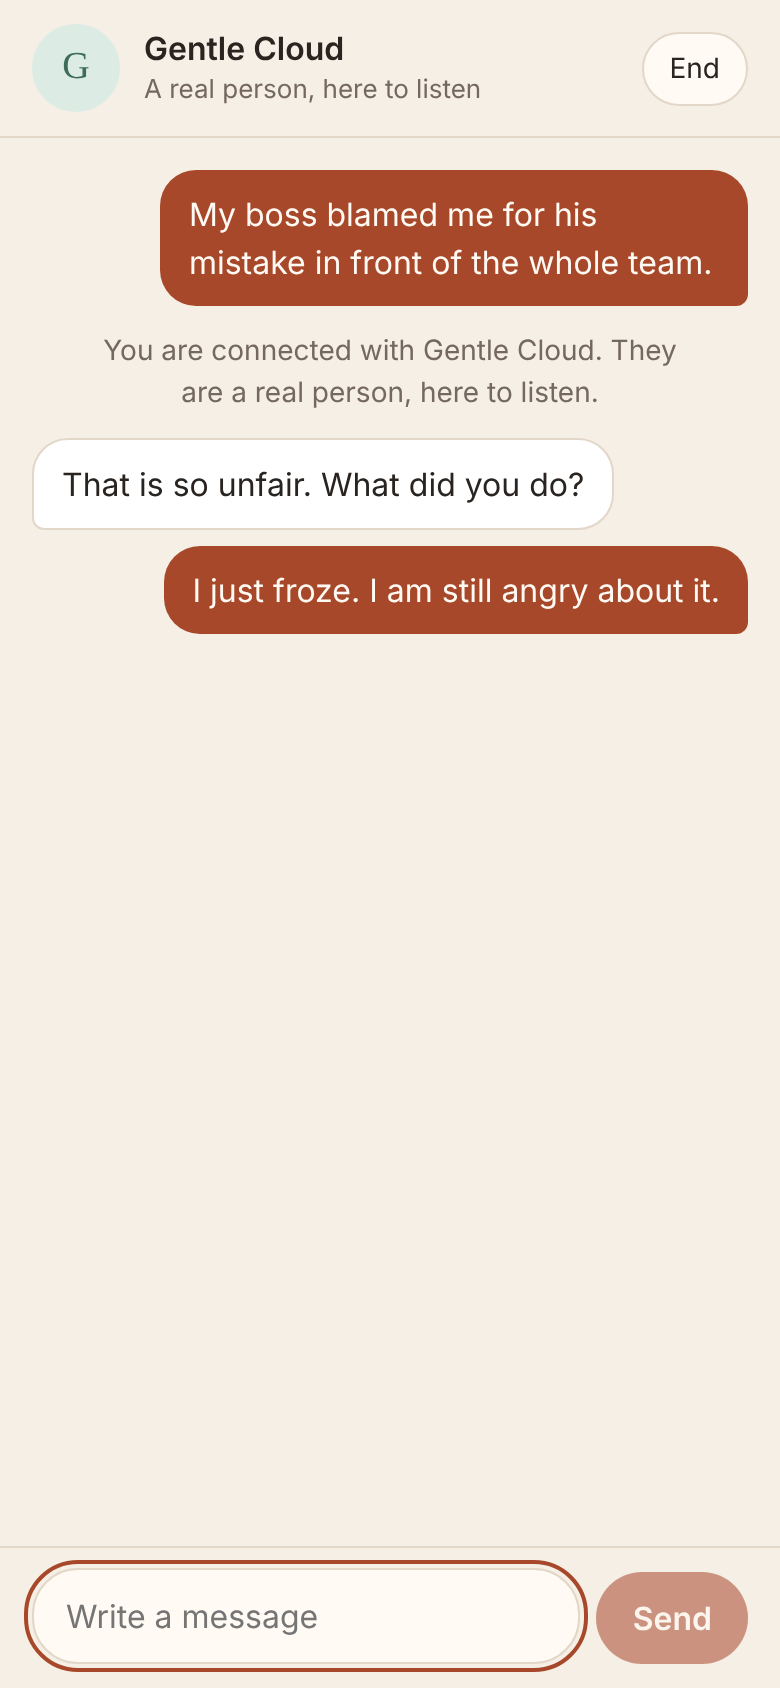 G
Gentle Cloud
A real person, here to listen
End
My boss blamed me for his
mistake in front of the whole team.
You are connected with Gentle Cloud. They
are a real person, here to listen.
That is so unfair. What did you do?
I just froze. I am still angry about it.
Write a message
Send